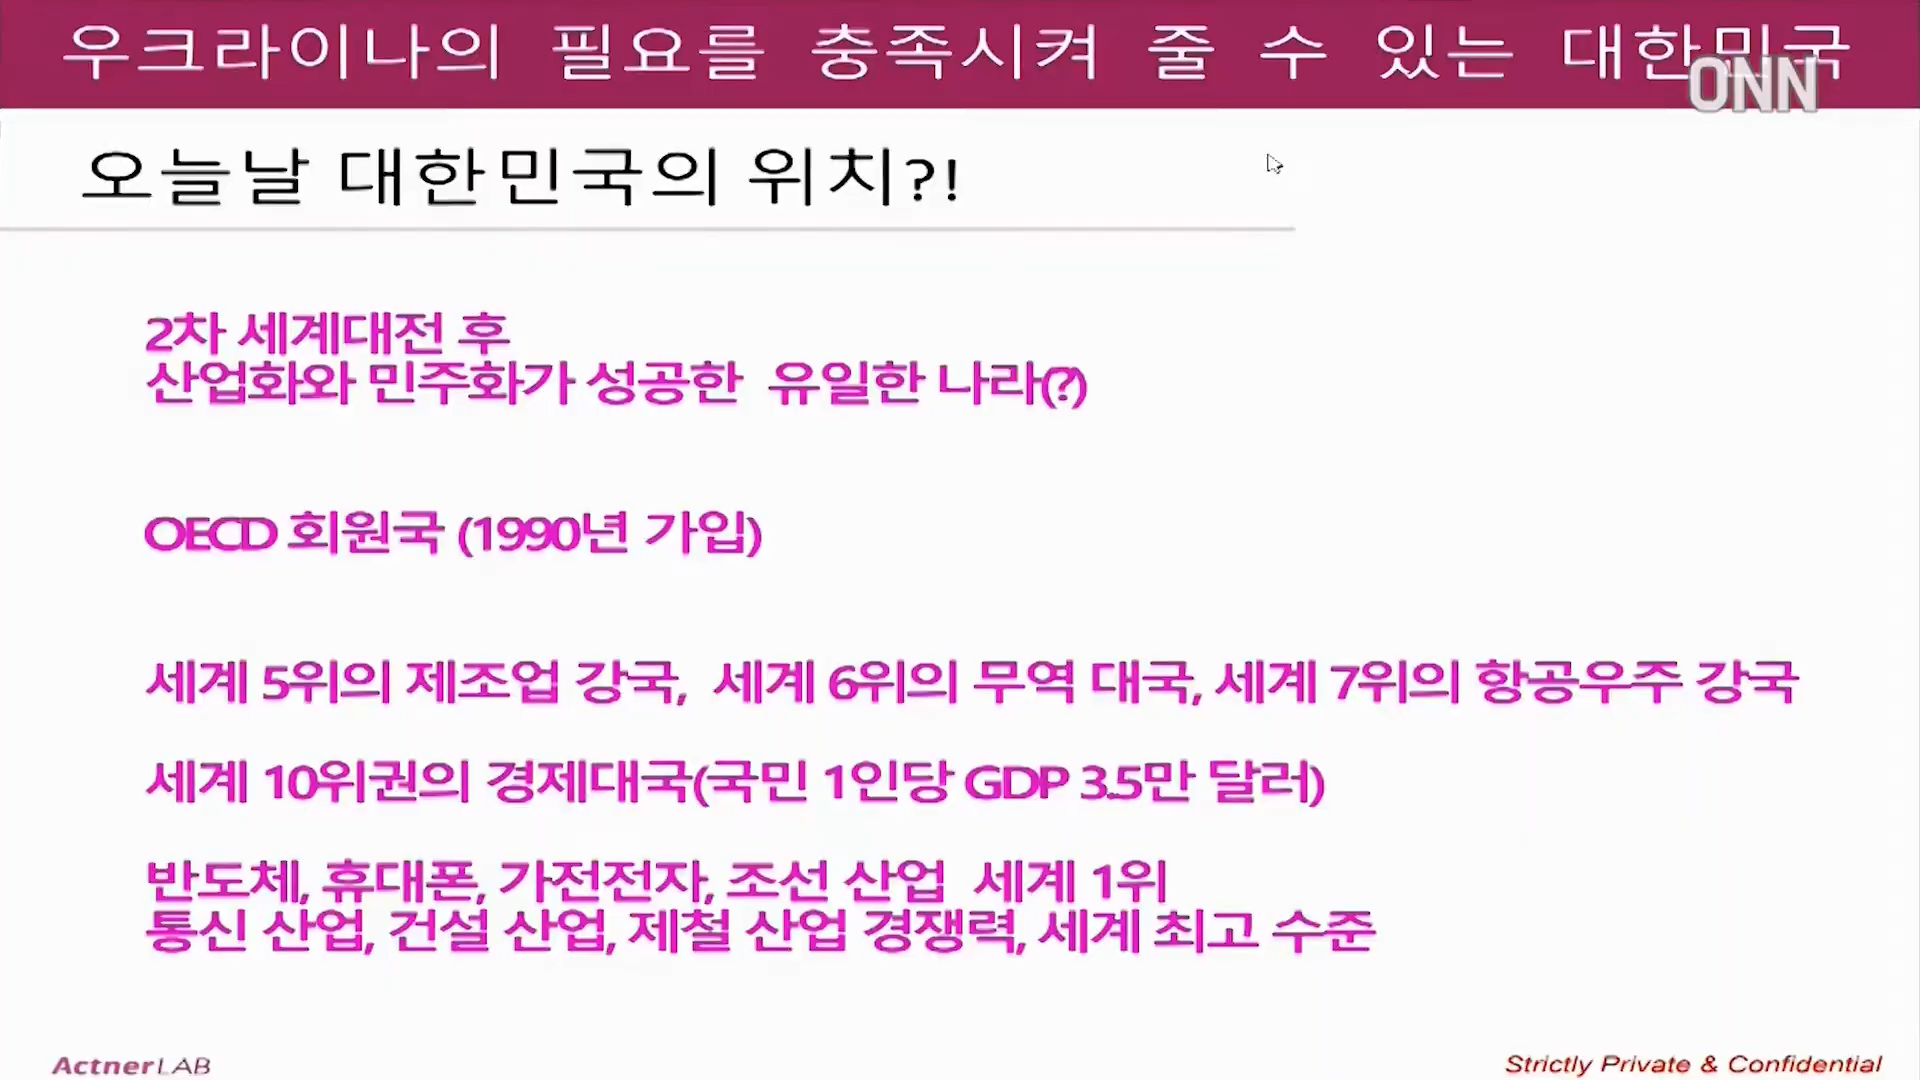 우크라이나의 필요를 충족시켜 줄 수 있는 대한민국
ONN
오늘날 대한민국의 위치?!
2차 세계대전 후
산업화와 민주화가 성공한 유일한 나라(?)
OECD 회원국 (1990년 가입)
세계 5위의 제조업 강국, 세계 6위의 무역 대국, 세계 7위의 항공우주 강국
세계 10위권의 경제대국(국민 1인당 GDP 3.5만 달러)
반도체, 휴대폰, 가전전자, 조선 산업 세계 1위
통신 산업, 건설 산업, 제철 산업 경쟁력, 세계 최고 수준
ActnerLAB
Strictly Private & Confidential